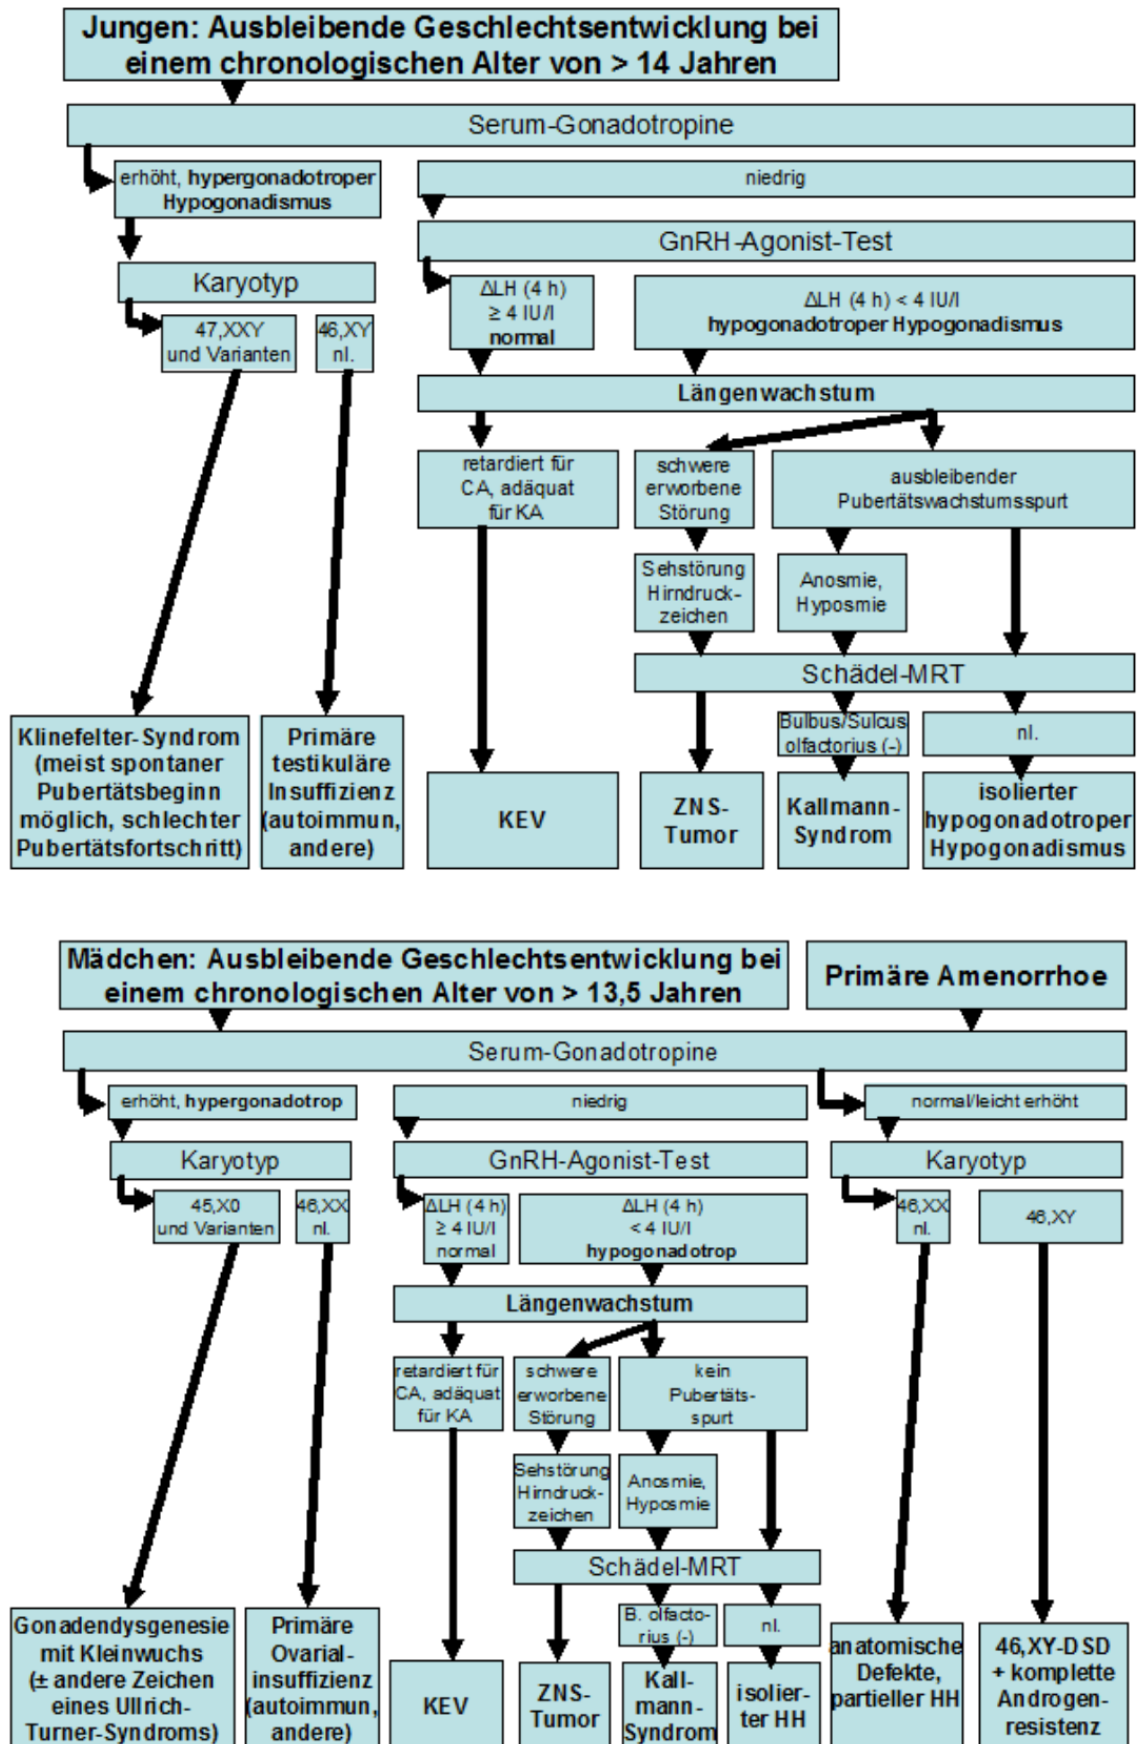 Jungen: Ausbleibende Geschlechtsentwicklung bei
einem chronologischen Alter von > 14 Jahren
Serum-Gonadotropine
erhöht, hypergonadotroper
Hypogonadismus
niedrig
GnRH-Agonist-Test
Karyotyp
ΔLH (4 h)
≥ 4 IU/l
normal
ΔLH (4 h) < 4 IU/l
hypogonadotroper Hypogonadismus
47,XXY
und Varianten
46,XY
nl.
Längenwachstum
retardiert für
CA, adäquat
für KA
schwere
erworbene
Störung
ausbleibender
Pubertätswachstumsspurt
Sehstörung
Hirndruck-
zeichen
Anosmie,
Hyposmie
Schädel-MRT
Bulbus/Sulcus
olfactorius (-)
nl.
Klinefelter-Syndrom
(meist spontaner
Pubertätsbeginn
möglich, schlechter
Pubertätsfortschritt)
Primäre
testikuläre
Insuffizienz
(autoimmun,
andere)
KEV
ZNS-
Tumor
Kallmann-
Syndrom
isolierter
hypogonadotroper
Hypogonadismus
Mädchen: Ausbleibende Geschlechtsentwicklung bei
einem chronologischen Alter von > 13,5 Jahren
Primäre Amenorrhoe
Serum-Gonadotropine
erhöht, hypergonadotrop
niedrig
normal/leicht erhöht
Karyotyp
GnRH-Agonist-Test
Karyotyp
45,X0
und Varianten
46,XX
nl.
ΔLH (4 h)
≥ 4 IU/l
normal
ΔLH (4 h)
< 4 IU/l
hypogonadotrop
46,XX
nl.
46,XY
Längenwachstum
retardiert für
CA, adäquat
für KA
schwere
erworbene
Störung
kein
Pubertäts-
spurt
Sehstörung
Hirndruck-
zeichen
Anosmie,
Hyposmie
Schädel-MRT
B. olfacto-
rius (-)
nl.
Gonadendysgenesie
mit Kleinwuchs
(± andere Zeichen
eines Ullrich-
Turner-Syndroms)
Primäre
Ovarial-
insuffizienz
(autoimmun,
andere)
KEV
ZNS-
Tumor
Kall-
mann-
Syndrom
isolier-
ter HH
anatomische
Defekte,
partieller HH
46,XY-DSD
+ komplette
Androgen-
resistenz